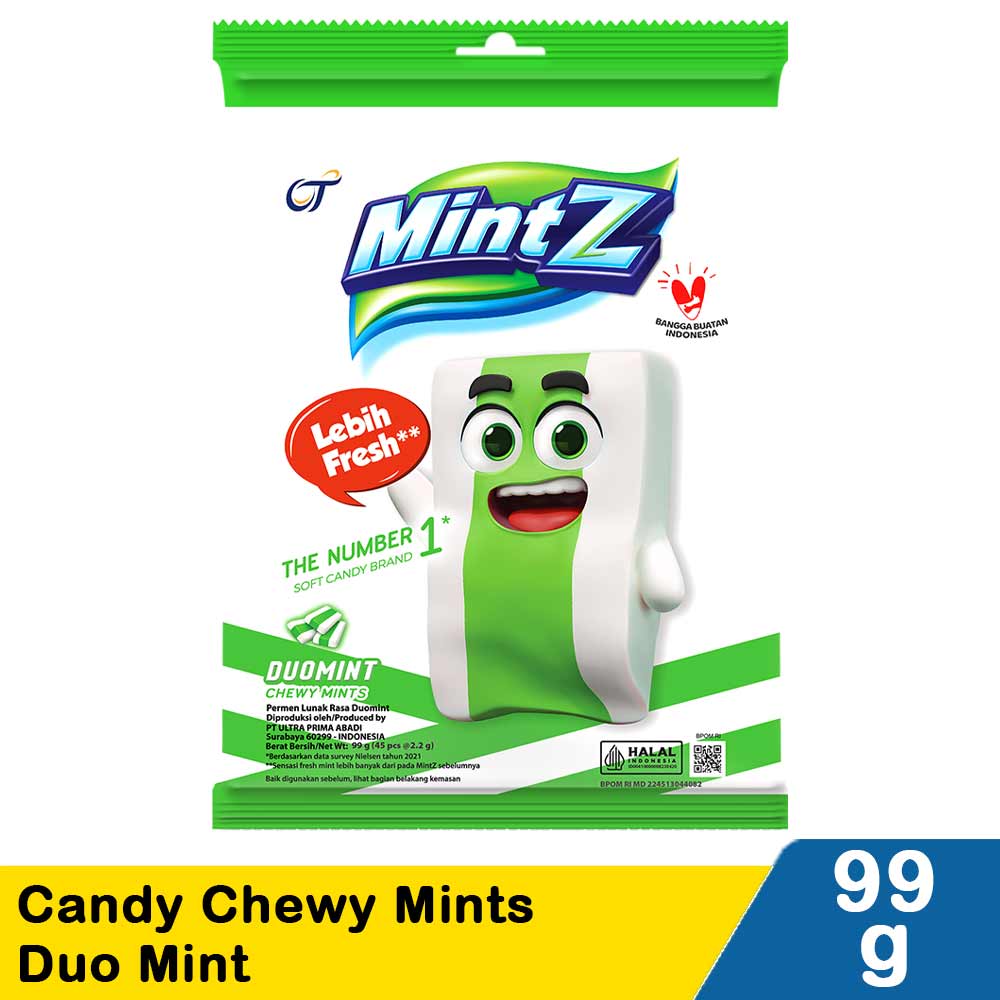 OT
MintZ
BANGGA BUATAN
INDONESIA
Lebih
Fresh**
THE NUMBER 1*
SOFT CANDY BRAND
DUOMINT
CHEWY MINTS
Permen Lunak Rasa Duomint
Diproduksi oleh/Produced by
PT ULTRA PRIMA ABADI
Surabaya 60299 - INDONESIA
Berat Bersih/Net Wt: 99 g (45 pcs @2.2 g)
*Berdasarkan data survey Nielsen tahun 2021
**Sensasi fresh mint lebih banyak dari pada MintZ sebelumnya
Baik digunakan sebelum, lihat bagian belakang kemasan
BPOM RI
HALAL
INDONESIA
BPOM RI MD 224513044082
Candy Chewy Mints
Duo Mint
99
g